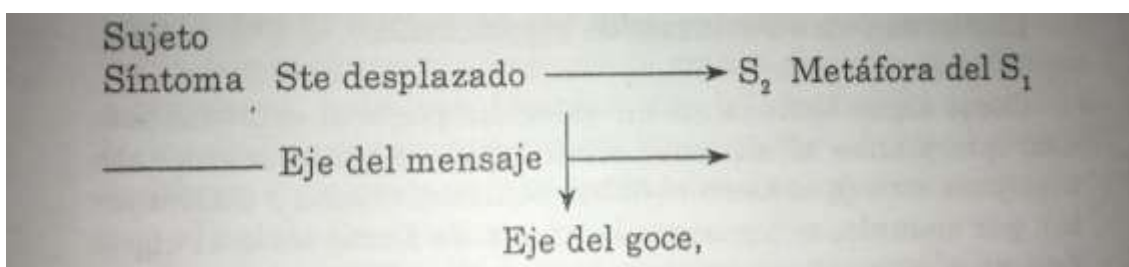 Sujeto
Síntoma Ste desplazado S₂ Metáfora del S₁
Eje del mensaje
Eje del goce,